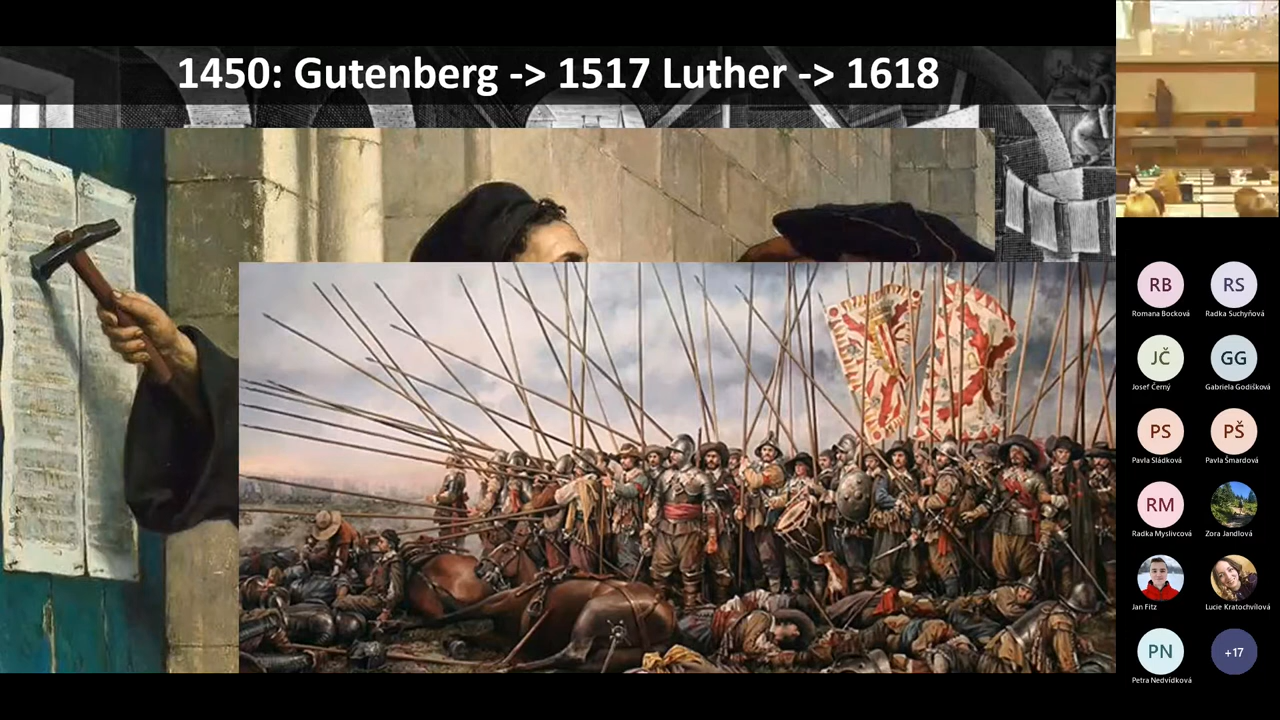 1450: Gutenberg -> 1517 Luther -> 1618
RB
RS
Romana Bocková
Radka Suchyňová
JČ
GG
Josef Černý
Gabriela Godišková
PS
PŠ
Pavla Sládková
Pavla Šmardová
RM
Radka Myslivcová
Zora Jandlová
Jan Fitz
Lucie Kratochvílová
PN
+17
Petra Nedvídková